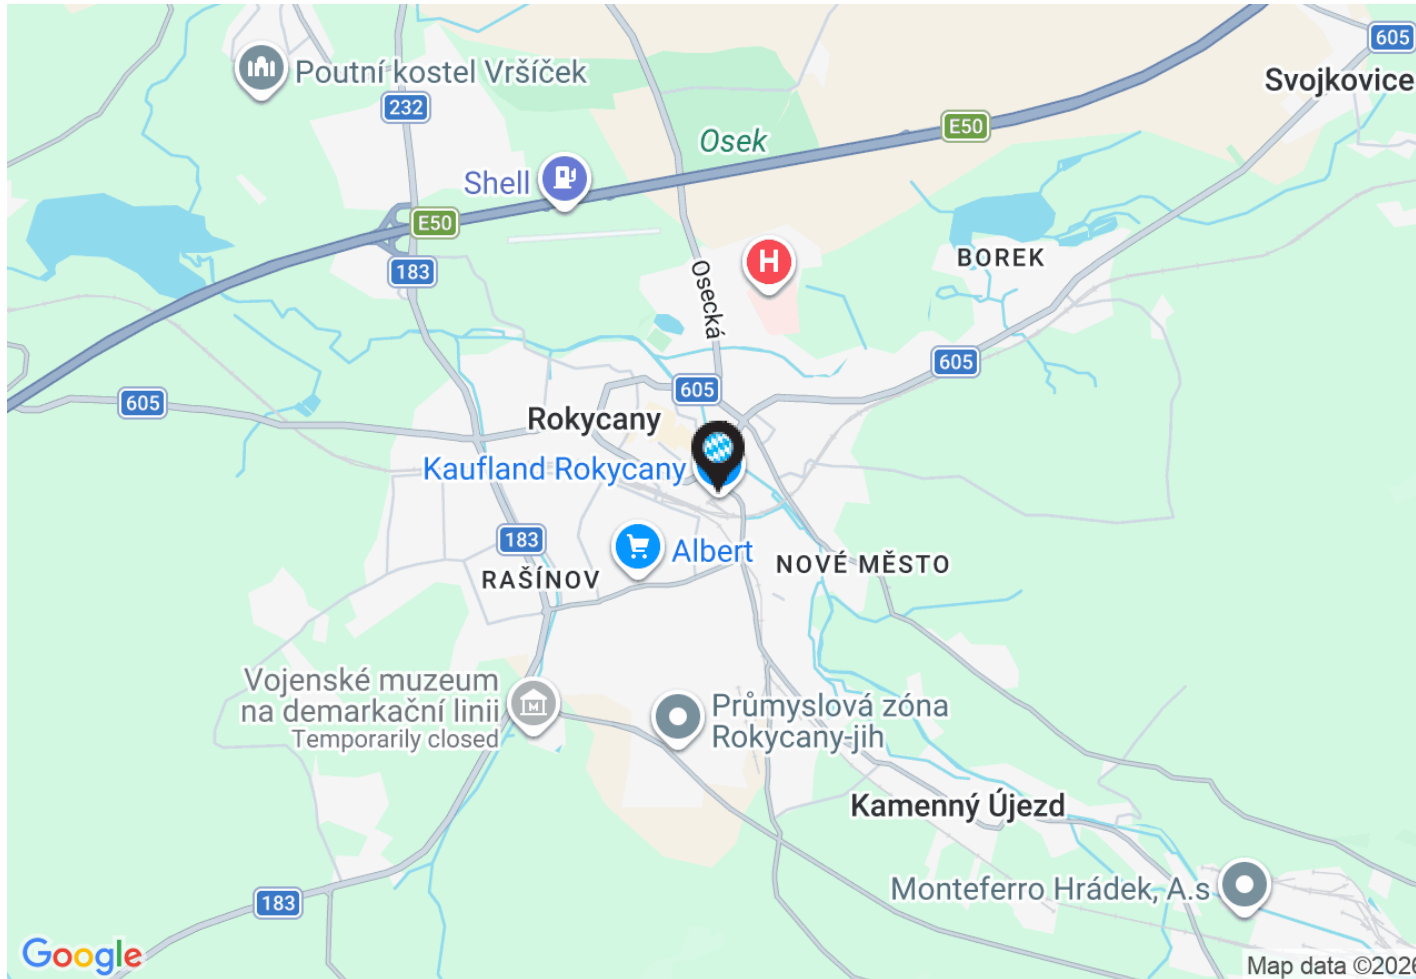 605
Poutní kostel Vršíček
Svojkovice
232
E50
Osek
Shell
E50
BOREK
183
H
Osecká
605
605
605
Rokycany
Kaufland Rokycany
183
Albert
NOVÉ MĚSTO
RAŠÍNOV
Vojenské muzeum
na demarkační linii
Temporarily closed
Průmyslová zóna
Rokycany-jih
Kamenný Újezd
Monteferro Hrádek, A.s
183
Google
Map data ©2026